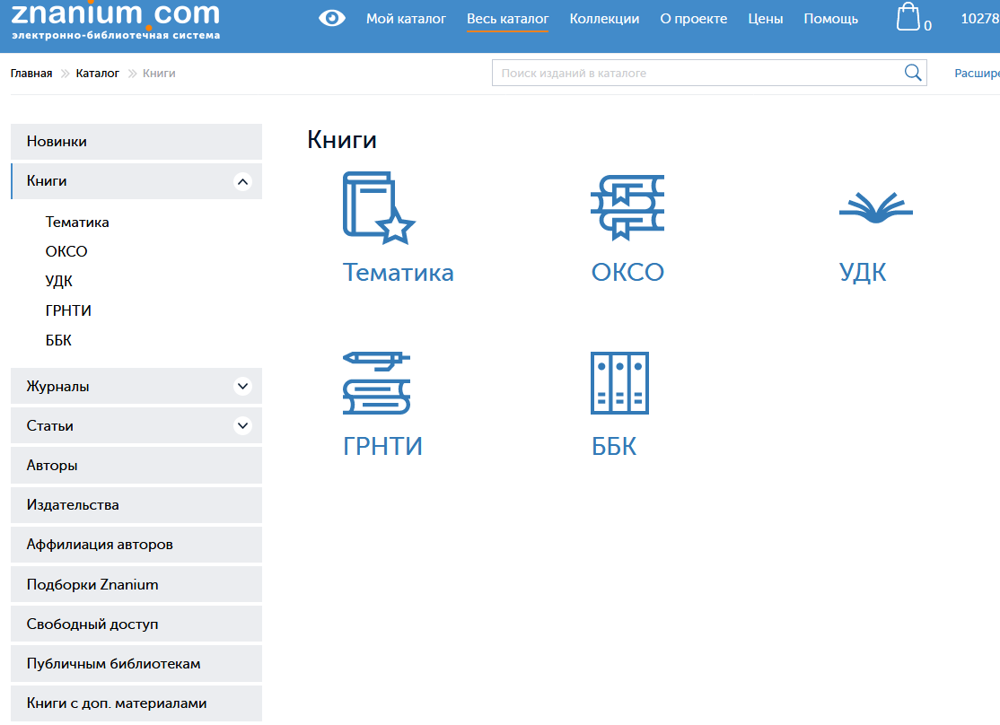 znanium.com
электронно-библиотечная система
Мой каталог Весь каталог Коллекции О проекте Цены Помощь 0 10278
Главная Каталог Книги
Поиск изданий в каталоге
Расшире
Новинки
Книги
Тематика
ОКСО
УДК
ГРНТИ
ББК
Журналы
Статьи
Авторы
Издательства
Аффилиация авторов
Подборки Znanium
Свободный доступ
Публичным библиотекам
Книги с доп. материалами
Книги
Тематика
ОКСО
УДК
ГРНТИ
ББК